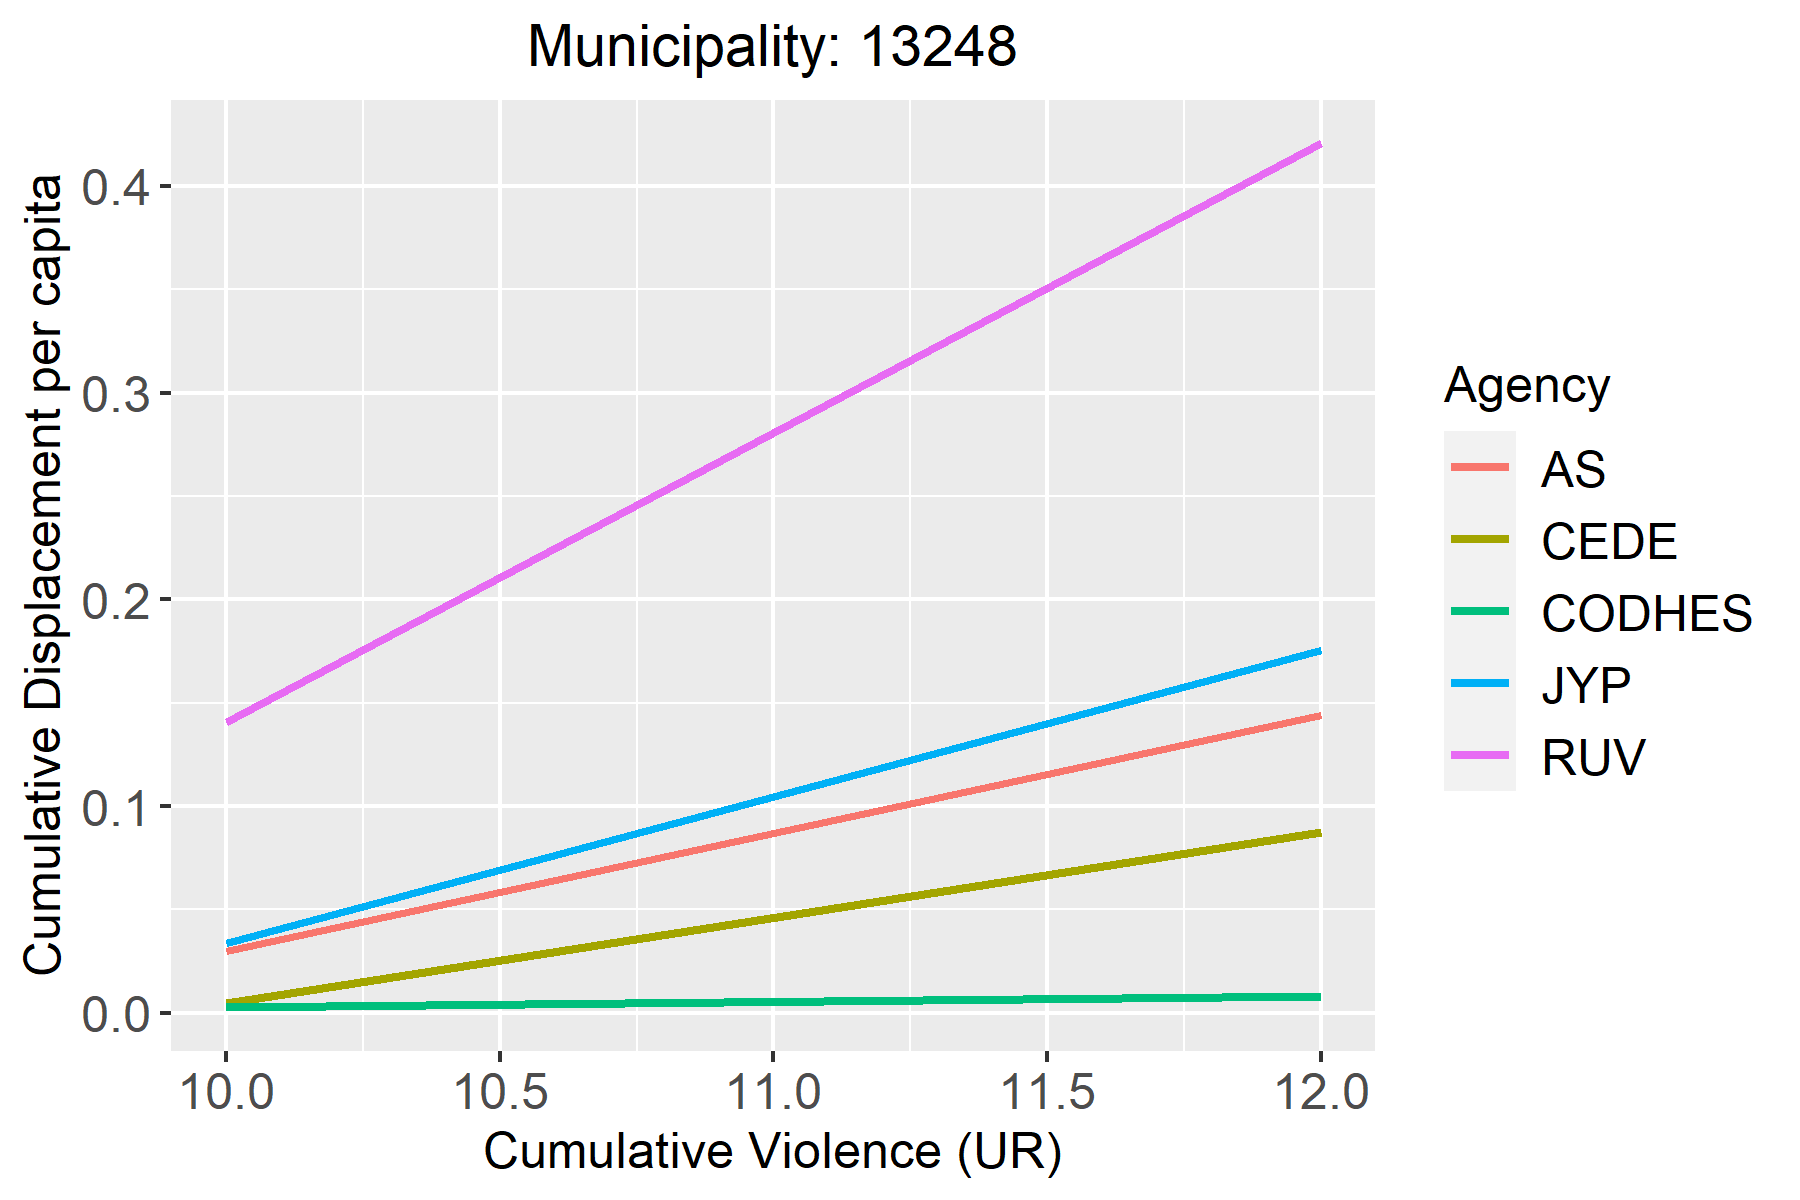 Municipality: 13248
Cumulative Displacement per capita
0.4
0.3
0.2
0.1
0.0
10.0 10.5 11.0 11.5 12.0
Cumulative Violence (UR)
Agency
AS
CEDE
CODHES
JYP
RUV